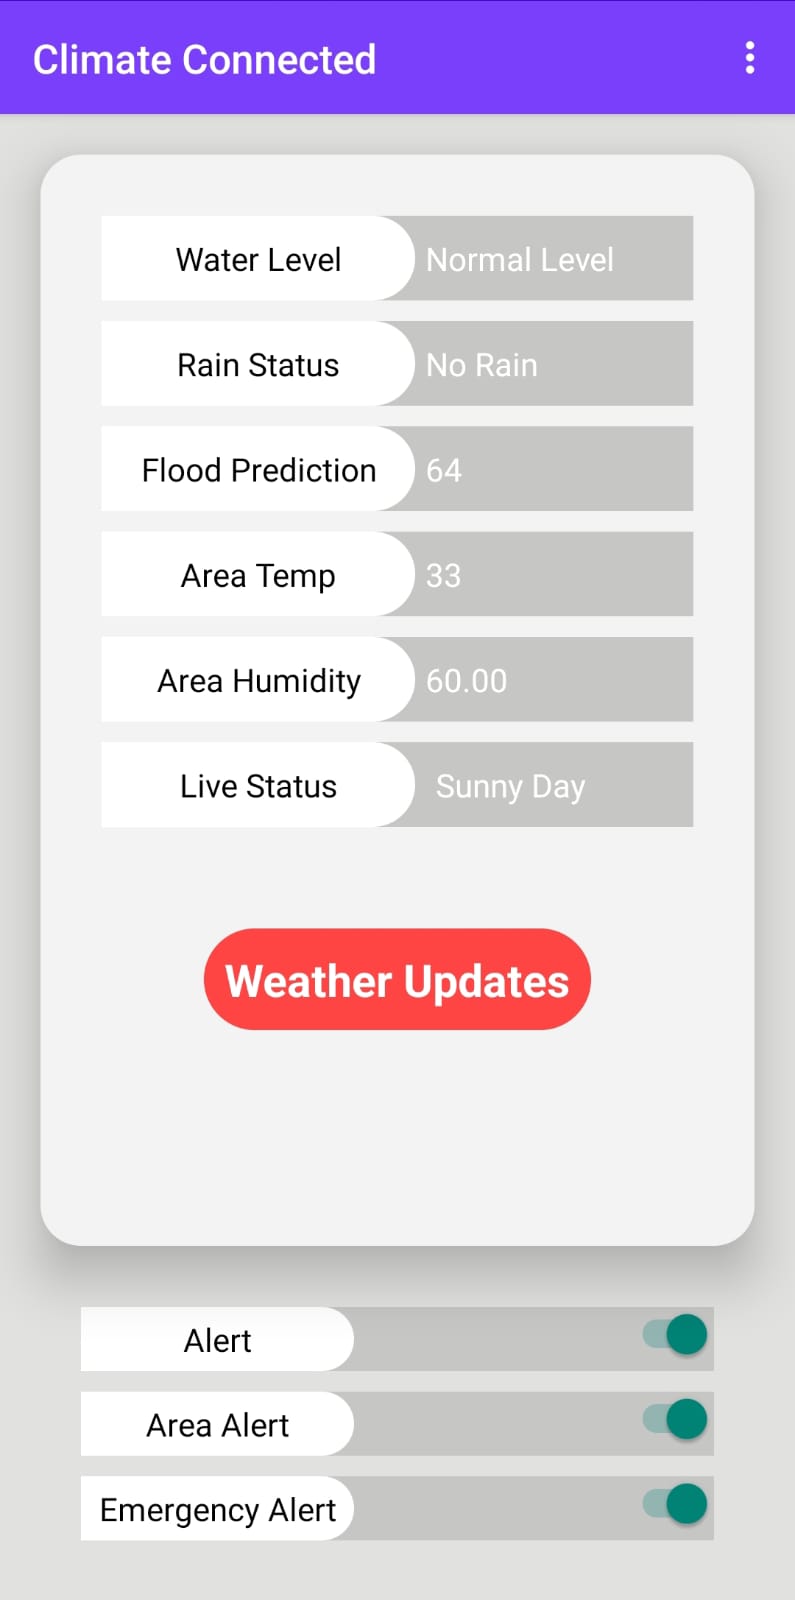 Climate Connected
Water Level Normal Level
Rain Status No Rain
Flood Prediction 64
Area Temp 33
Area Humidity 60.00
Live Status Sunny Day
Weather Updates
Alert
Area Alert
Emergency Alert